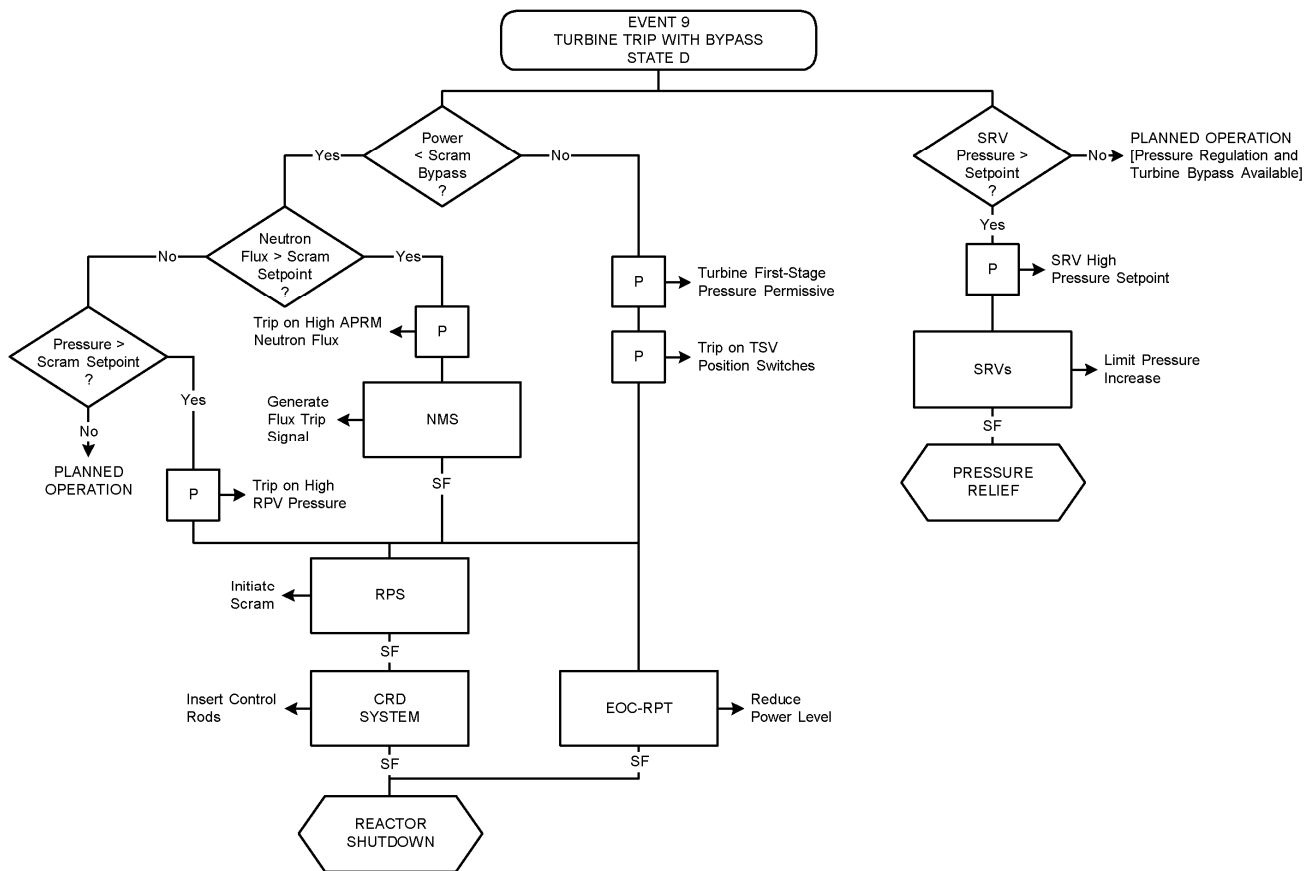 EVENT 9
TURBINE TRIP WITH BYPASS
STATE D
Power
< Scram
Bypass
?
Yes
No
SRV
Pressure >
Setpoint
?
No
PLANNED OPERATION
[Pressure Regulation and
Turbine Bypass Available]
Yes
Neutron
Flux > Scram
Setpoint
?
No
Yes
P
Turbine First-Stage
Pressure Permissive
P
SRV High
Pressure Setpoint
Trip on High APRM
Neutron Flux
P
P
Trip on TSV
Position Switches
Pressure >
Scram Setpoint
?
Yes
No
PLANNED
OPERATION
SRVs
Limit Pressure
Increase
SF
Generate
Flux Trip
Signal
NMS
SF
PRESSURE
RELIEF
P
Trip on High
RPV Pressure
Initiate
Scram
RPS
SF
Insert Control
Rods
CRD
SYSTEM
SF
EOC-RPT
Reduce
Power Level
SF
REACTOR
SHUTDOWN